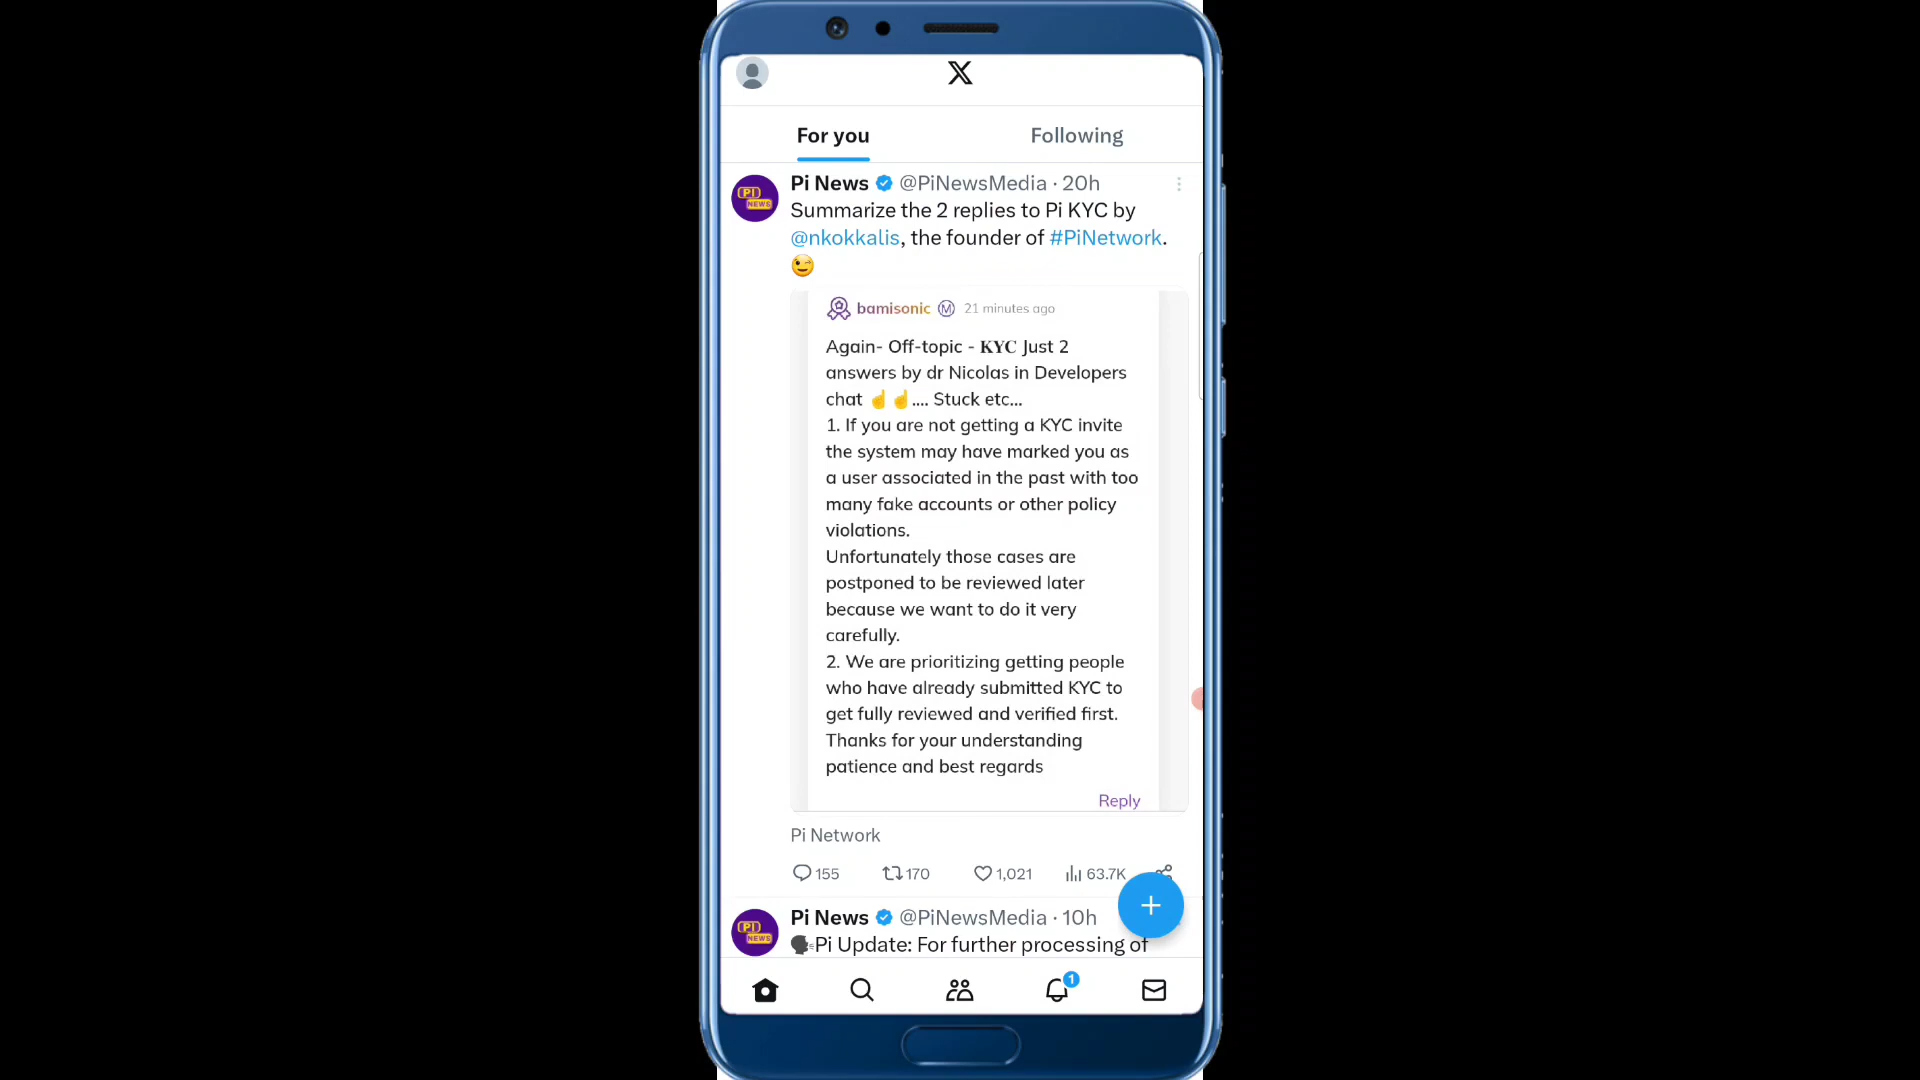 For you
Following
Pi News @PiNewsMedia · 20h
Summarize the 2 replies to Pi KYC by
@nkokkalis, the founder of #PiNetwork.
😉
bamisonic M 21 minutes ago
Again- Off-topic - KYC Just 2
answers by dr Nicolas in Developers
chat ☝️☝️.... Stuck etc...
1. If you are not getting a KYC invite
the system may have marked you as
a user associated in the past with too
many fake accounts or other policy
violations.
Unfortunately those cases are
postponed to be reviewed later
because we want to do it very
carefully.
2. We are prioritizing getting people
who have already submitted KYC to
get fully reviewed and verified first.
Thanks for your understanding
patience and best regards
Reply
Pi Network
155 170 1,021 63.7K
PI NEWS
Pi News @PiNewsMedia · 10h
🗣️Pi Update: For further processing of
PI NEWS
1